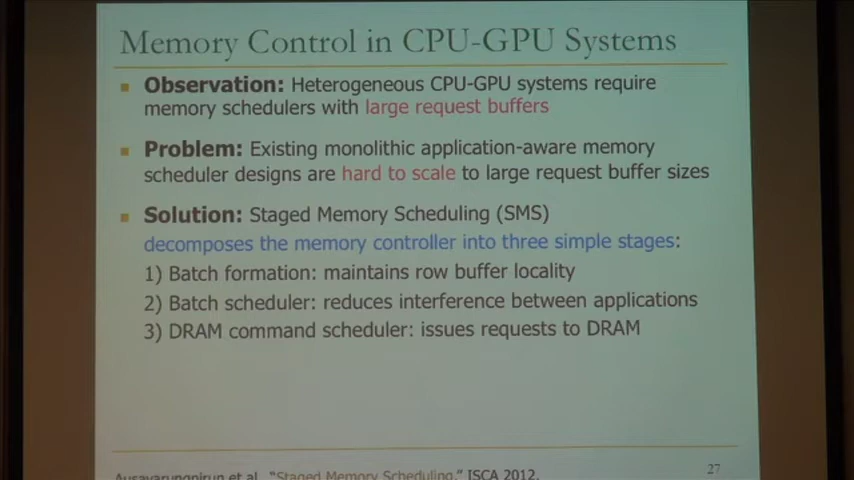 Memory Control in CPU-GPU Systems
Observation: Heterogeneous CPU-GPU systems require
memory schedulers with large request buffers
Problem: Existing monolithic application-aware memory
scheduler designs are hard to scale to large request buffer sizes
Solution: Staged Memory Scheduling (SMS)
decomposes the memory controller into three simple stages:
1) Batch formation: maintains row buffer locality
2) Batch scheduler: reduces interference between applications
3) DRAM command scheduler: issues requests to DRAM
Ausavarungnirun et al. "Staged Memory Scheduling," ISCA 2012.
27